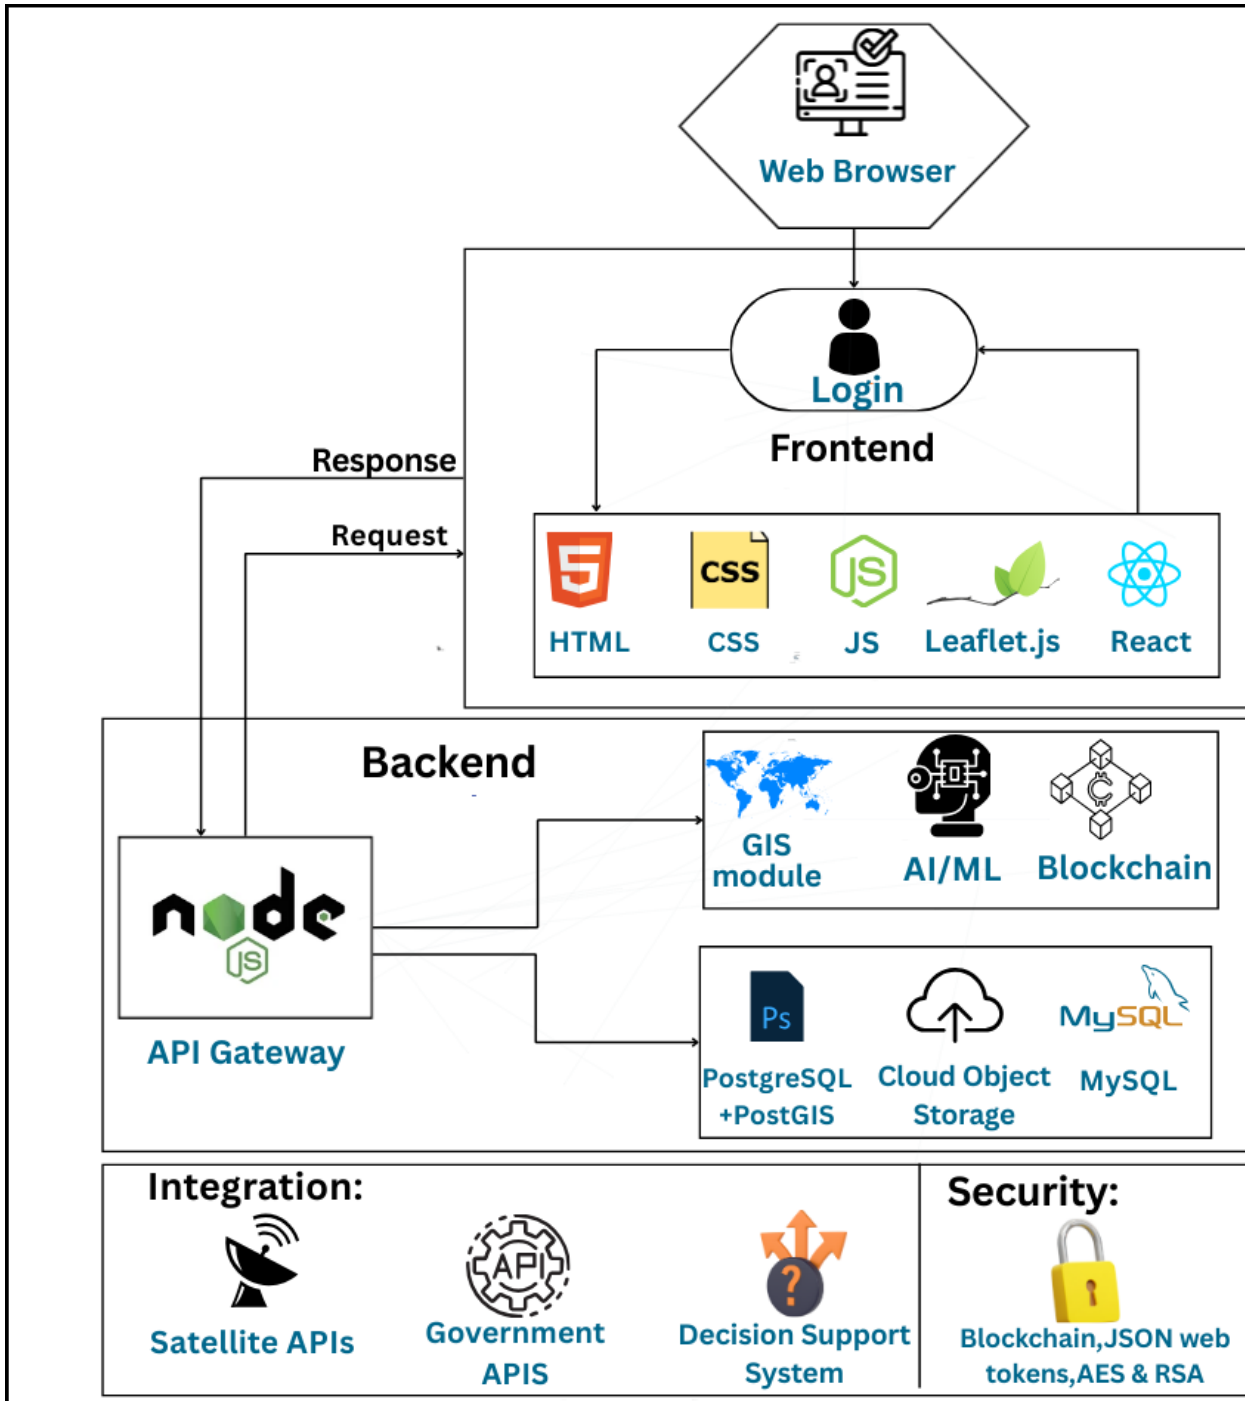 Web Browser
Login
Frontend
Response
Request
5
CSS
JS
HTML
CSS
JS
Leaflet.js
React
Backend
GIS
module
AI/ML
Blockchain
node
JS
API Gateway
Ps
MySQL
PostgreSQL
+PostGIS
Cloud Object
Storage
MySQL
Integration:
API
?
Satellite APIs
Government
APIS
Decision Support
System
Security:
Blockchain,JSON web
tokens,AES & RSA